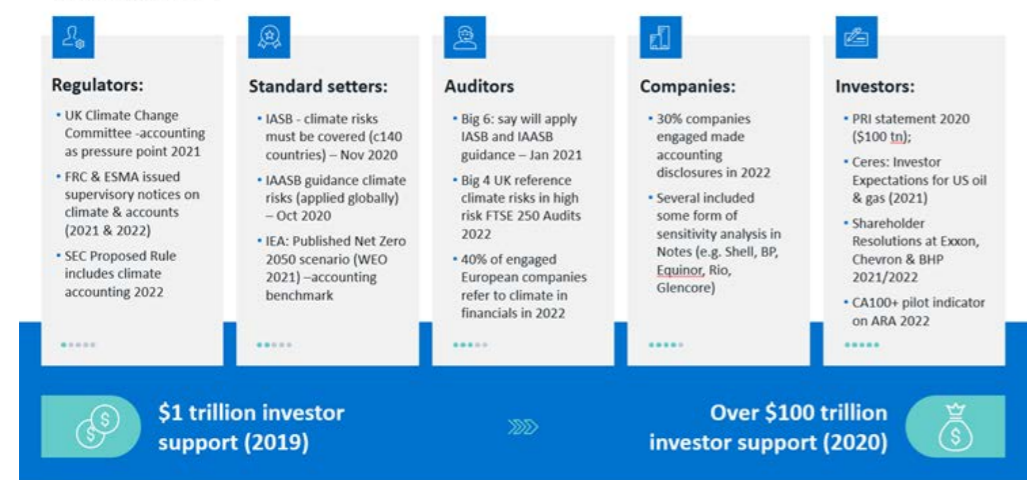 Regulators:
• UK Climate Change
Committee -accounting
as pressure point 2021
• FRC & ESMA issued
supervisory notices on
climate & accounts
(2021 & 2022)
• SEC Proposed Rule
includes climate
accounting 2022
Standard setters:
• IASB - climate risks
must be covered (c140
countries) – Nov 2020
• IAASB guidance climate
risks (applied globally)
– Oct 2020
• IEA: Published Net Zero
2050 scenario (WEO
2021) –accounting
benchmark
Auditors
• Big 6: say will apply
IASB and IAASB
guidance – Jan 2021
• Big 4 UK reference
climate risks in high
risk FTSE 250 Audits
2022
• 40% of engaged
European companies
refer to climate in
financials in 2022
Companies:
• 30% companies
engaged made
accounting
disclosures in 2022
• Several included
some form of
sensitivity analysis in
Notes (e.g. Shell, BP,
Equinor, Rio,
Glencore)
Investors:
• PRI statement 2020
($100 tn);
• Ceres: Investor
Expectations for US oil
& gas (2021)
• Shareholder
Resolutions at Exxon,
Chevron & BHP
2021/2022
• CA100+ pilot indicator
on ARA 2022
$1 trillion investor
support (2019)
Over $100 trillion
investor support (2020)